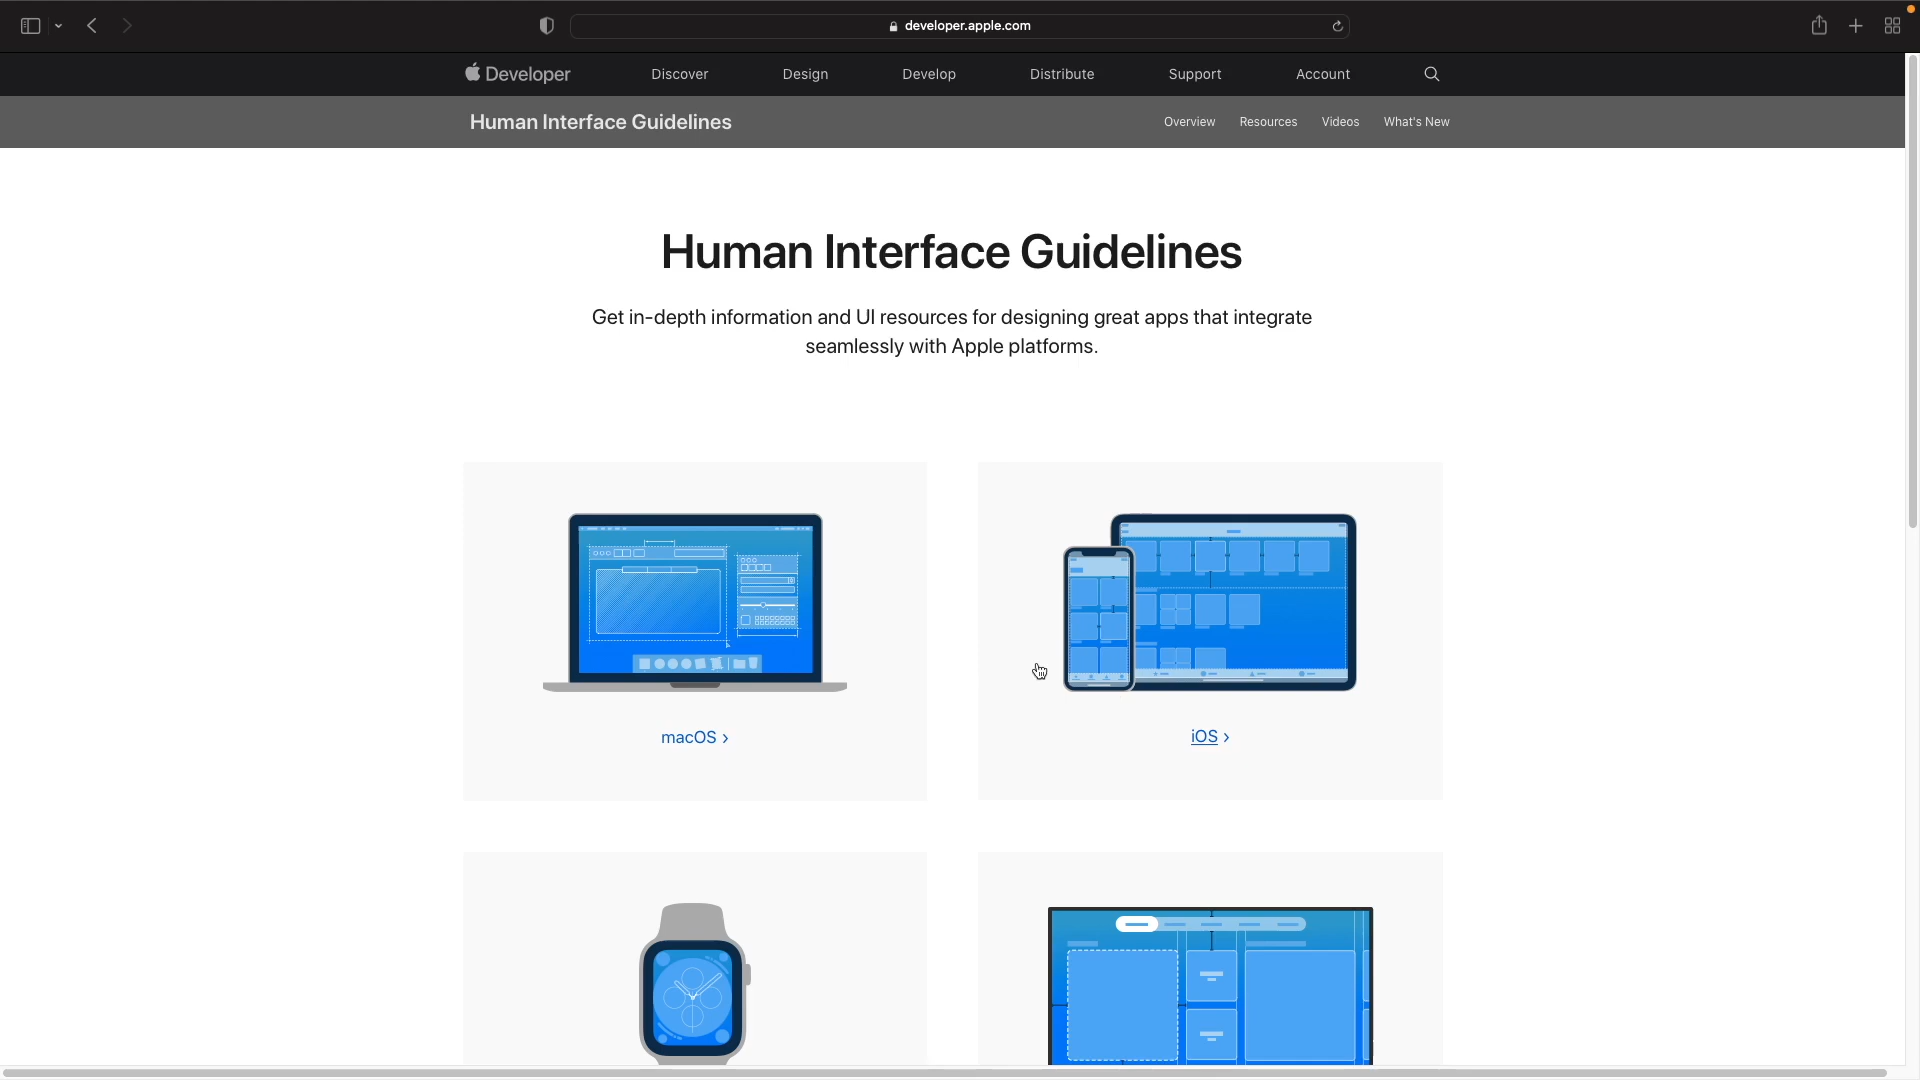 developer.apple.com
Developer
Discover
Design
Develop
Distribute
Support
Account
Human Interface Guidelines
Overview
Resources
Videos
What's New
Human Interface Guidelines
Get in-depth information and UI resources for designing great apps that integrate
seamlessly with Apple platforms.
macOS ›
iOS ›